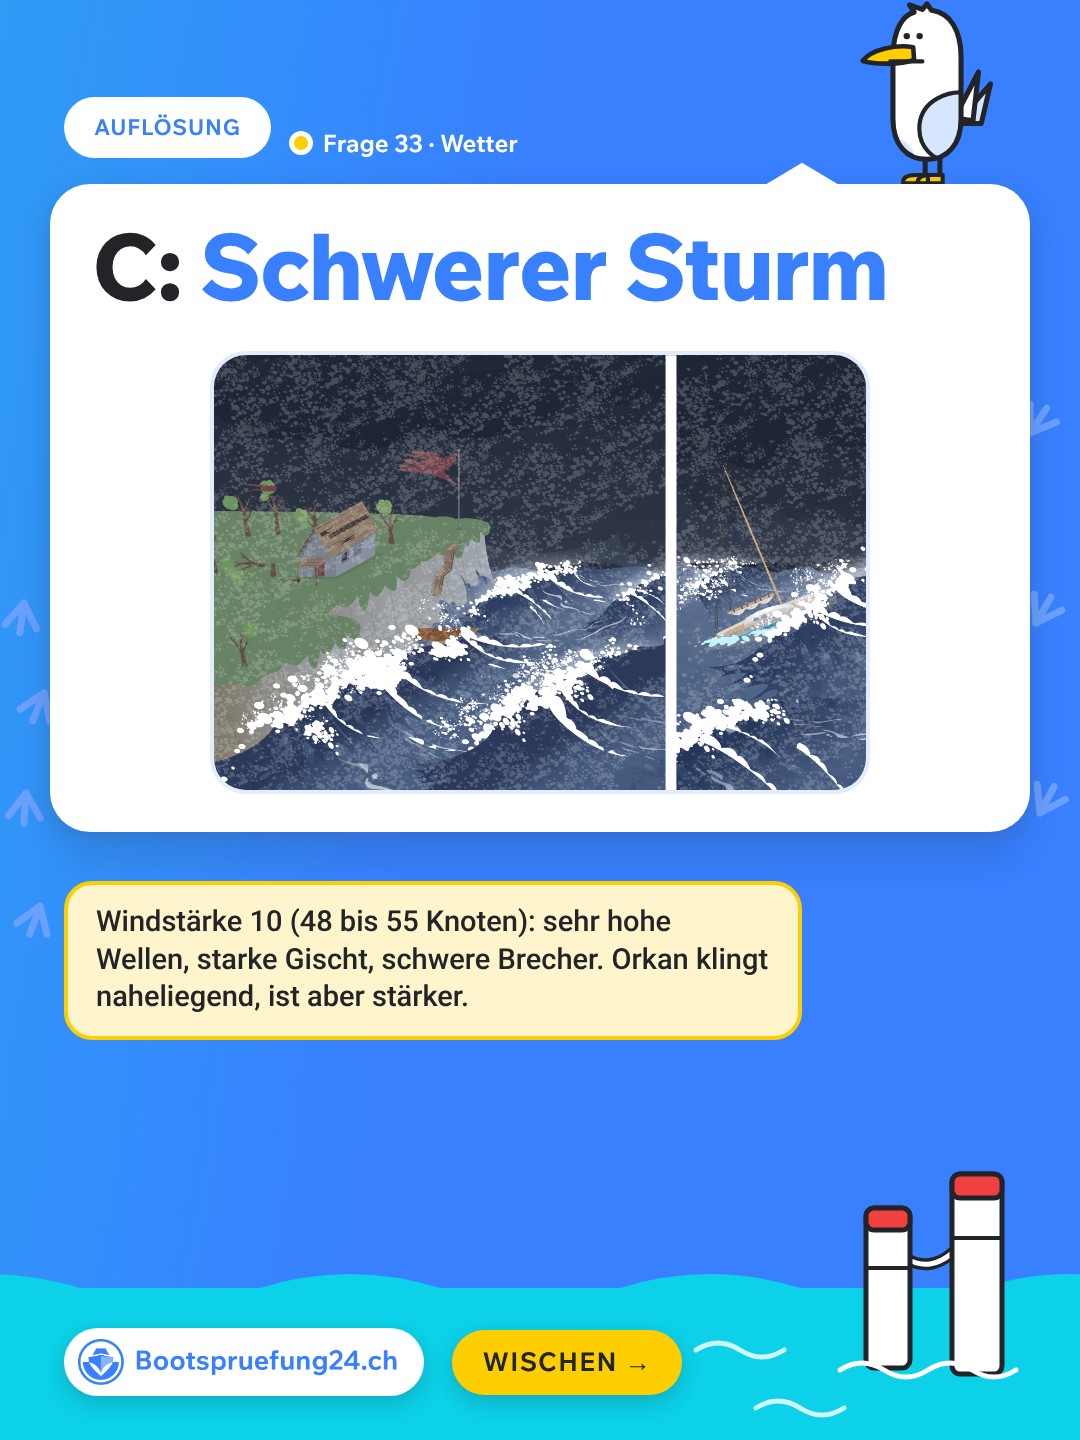 AUFLÖSUNG
Frage 33 · Wetter
C: Schwerer Sturm
Windstärke 10 (48 bis 55 Knoten): sehr hohe
Wellen, starke Gischt, schwere Brecher. Orkan klingt
naheliegend, ist aber stärker.
Bootspruefung24.ch
WISCHEN →